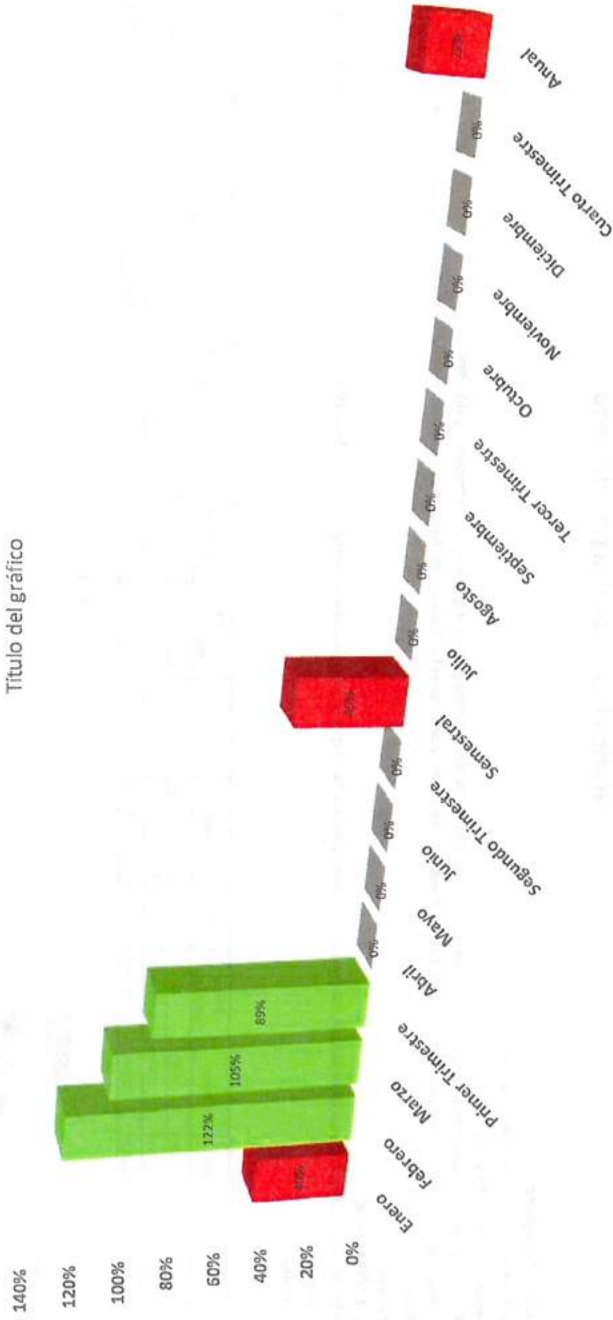 Título del gráfico
140%
120%
100%
80%
60%
40%
20%
0%
122%
105%
89%
0%
0%
0%
0%
0%
0%
0%
0%
0%
0%
0%
0%
Enero
Febrero
Marzo
Primer Trimestre
Abril
Mayo
Junio
Segundo Trimestre
Semestral
Julio
Agosto
Septiembre
Tercer Trimestre
Octubre
Noviembre
Diciembre
Cuarto Trimestre
Anual